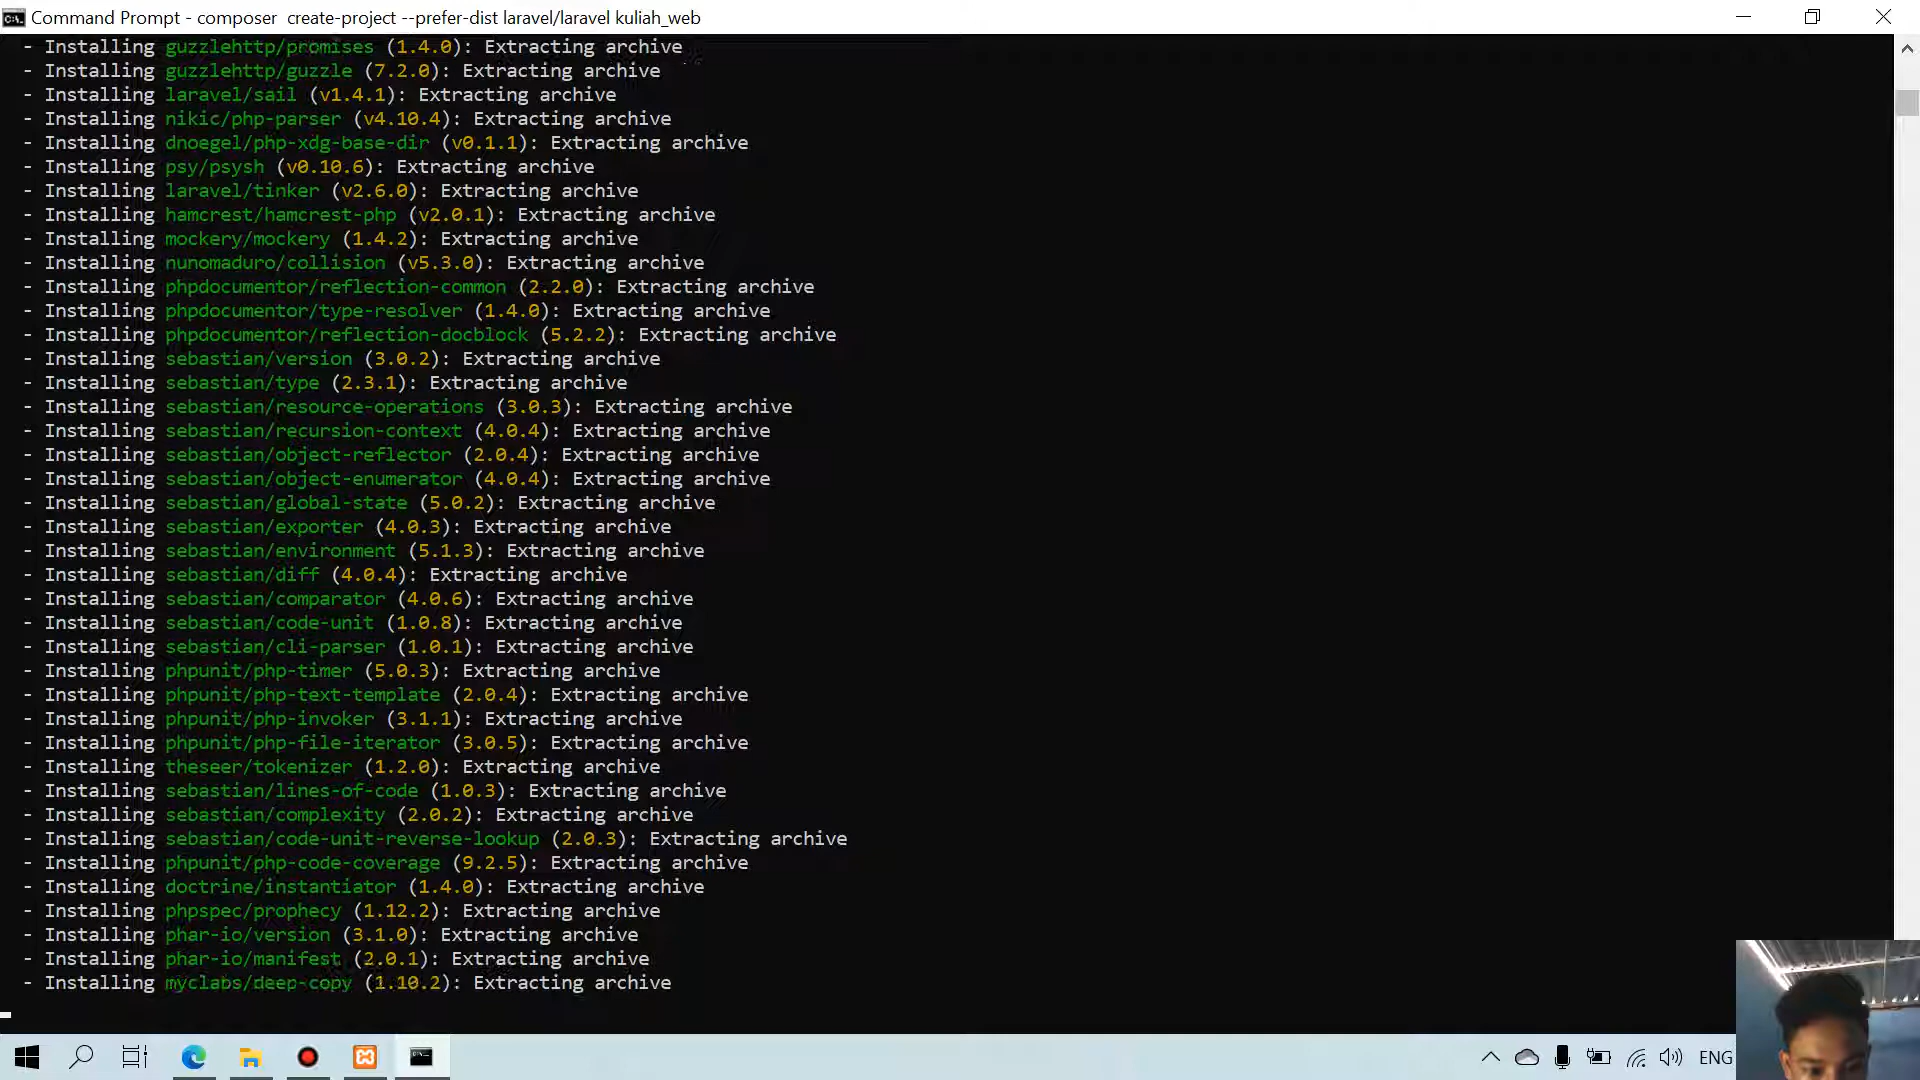 Command Prompt - composer  create-project --prefer-dist laravel/laravel kuliah_web
- Installing guzzlehttp/promises (1.4.0): Extracting archive
- Installing guzzlehttp/guzzle (7.2.0): Extracting archive
- Installing laravel/sail (v1.4.1): Extracting archive
- Installing nikic/php-parser (v4.10.4): Extracting archive
- Installing dnoegel/php-xdg-base-dir (v0.1.1): Extracting archive
- Installing psy/psysh (v0.10.6): Extracting archive
- Installing laravel/tinker (v2.6.0): Extracting archive
- Installing hamcrest/hamcrest-php (v2.0.1): Extracting archive
- Installing mockery/mockery (1.4.2): Extracting archive
- Installing nunomaduro/collision (v5.3.0): Extracting archive
- Installing phpdocumentor/reflection-common (2.2.0): Extracting archive
- Installing phpdocumentor/type-resolver (1.4.0): Extracting archive
- Installing phpdocumentor/reflection-docblock (5.2.2): Extracting archive
- Installing sebastian/version (3.0.2): Extracting archive
- Installing sebastian/type (2.3.1): Extracting archive
- Installing sebastian/resource-operations (3.0.3): Extracting archive
- Installing sebastian/recursion-context (4.0.4): Extracting archive
- Installing sebastian/object-reflector (2.0.4): Extracting archive
- Installing sebastian/object-enumerator (4.0.4): Extracting archive
- Installing sebastian/global-state (5.0.2): Extracting archive
- Installing sebastian/exporter (4.0.3): Extracting archive
- Installing sebastian/environment (5.1.3): Extracting archive
- Installing sebastian/diff (4.0.4): Extracting archive
- Installing sebastian/comparator (4.0.6): Extracting archive
- Installing sebastian/code-unit (1.0.8): Extracting archive
- Installing sebastian/cli-parser (1.0.1): Extracting archive
- Installing phpunit/php-timer (5.0.3): Extracting archive
- Installing phpunit/php-text-template (2.0.4): Extracting archive
- Installing phpunit/php-invoker (3.1.1): Extracting archive
- Installing phpunit/php-file-iterator (3.0.5): Extracting archive
- Installing theseer/tokenizer (1.2.0): Extracting archive
- Installing sebastian/lines-of-code (1.0.3): Extracting archive
- Installing sebastian/complexity (2.0.2): Extracting archive
- Installing sebastian/code-unit-reverse-lookup (2.0.3): Extracting archive
- Installing phpunit/php-code-coverage (9.2.5): Extracting archive
- Installing doctrine/instantiator (1.4.0): Extracting archive
- Installing phpspec/prophecy (1.12.2): Extracting archive
- Installing phar-io/version (3.1.0): Extracting archive
- Installing phar-io/manifest (2.0.1): Extracting archive
- Installing myclabs/deep-copy (1.10.2): Extracting archive
ENG